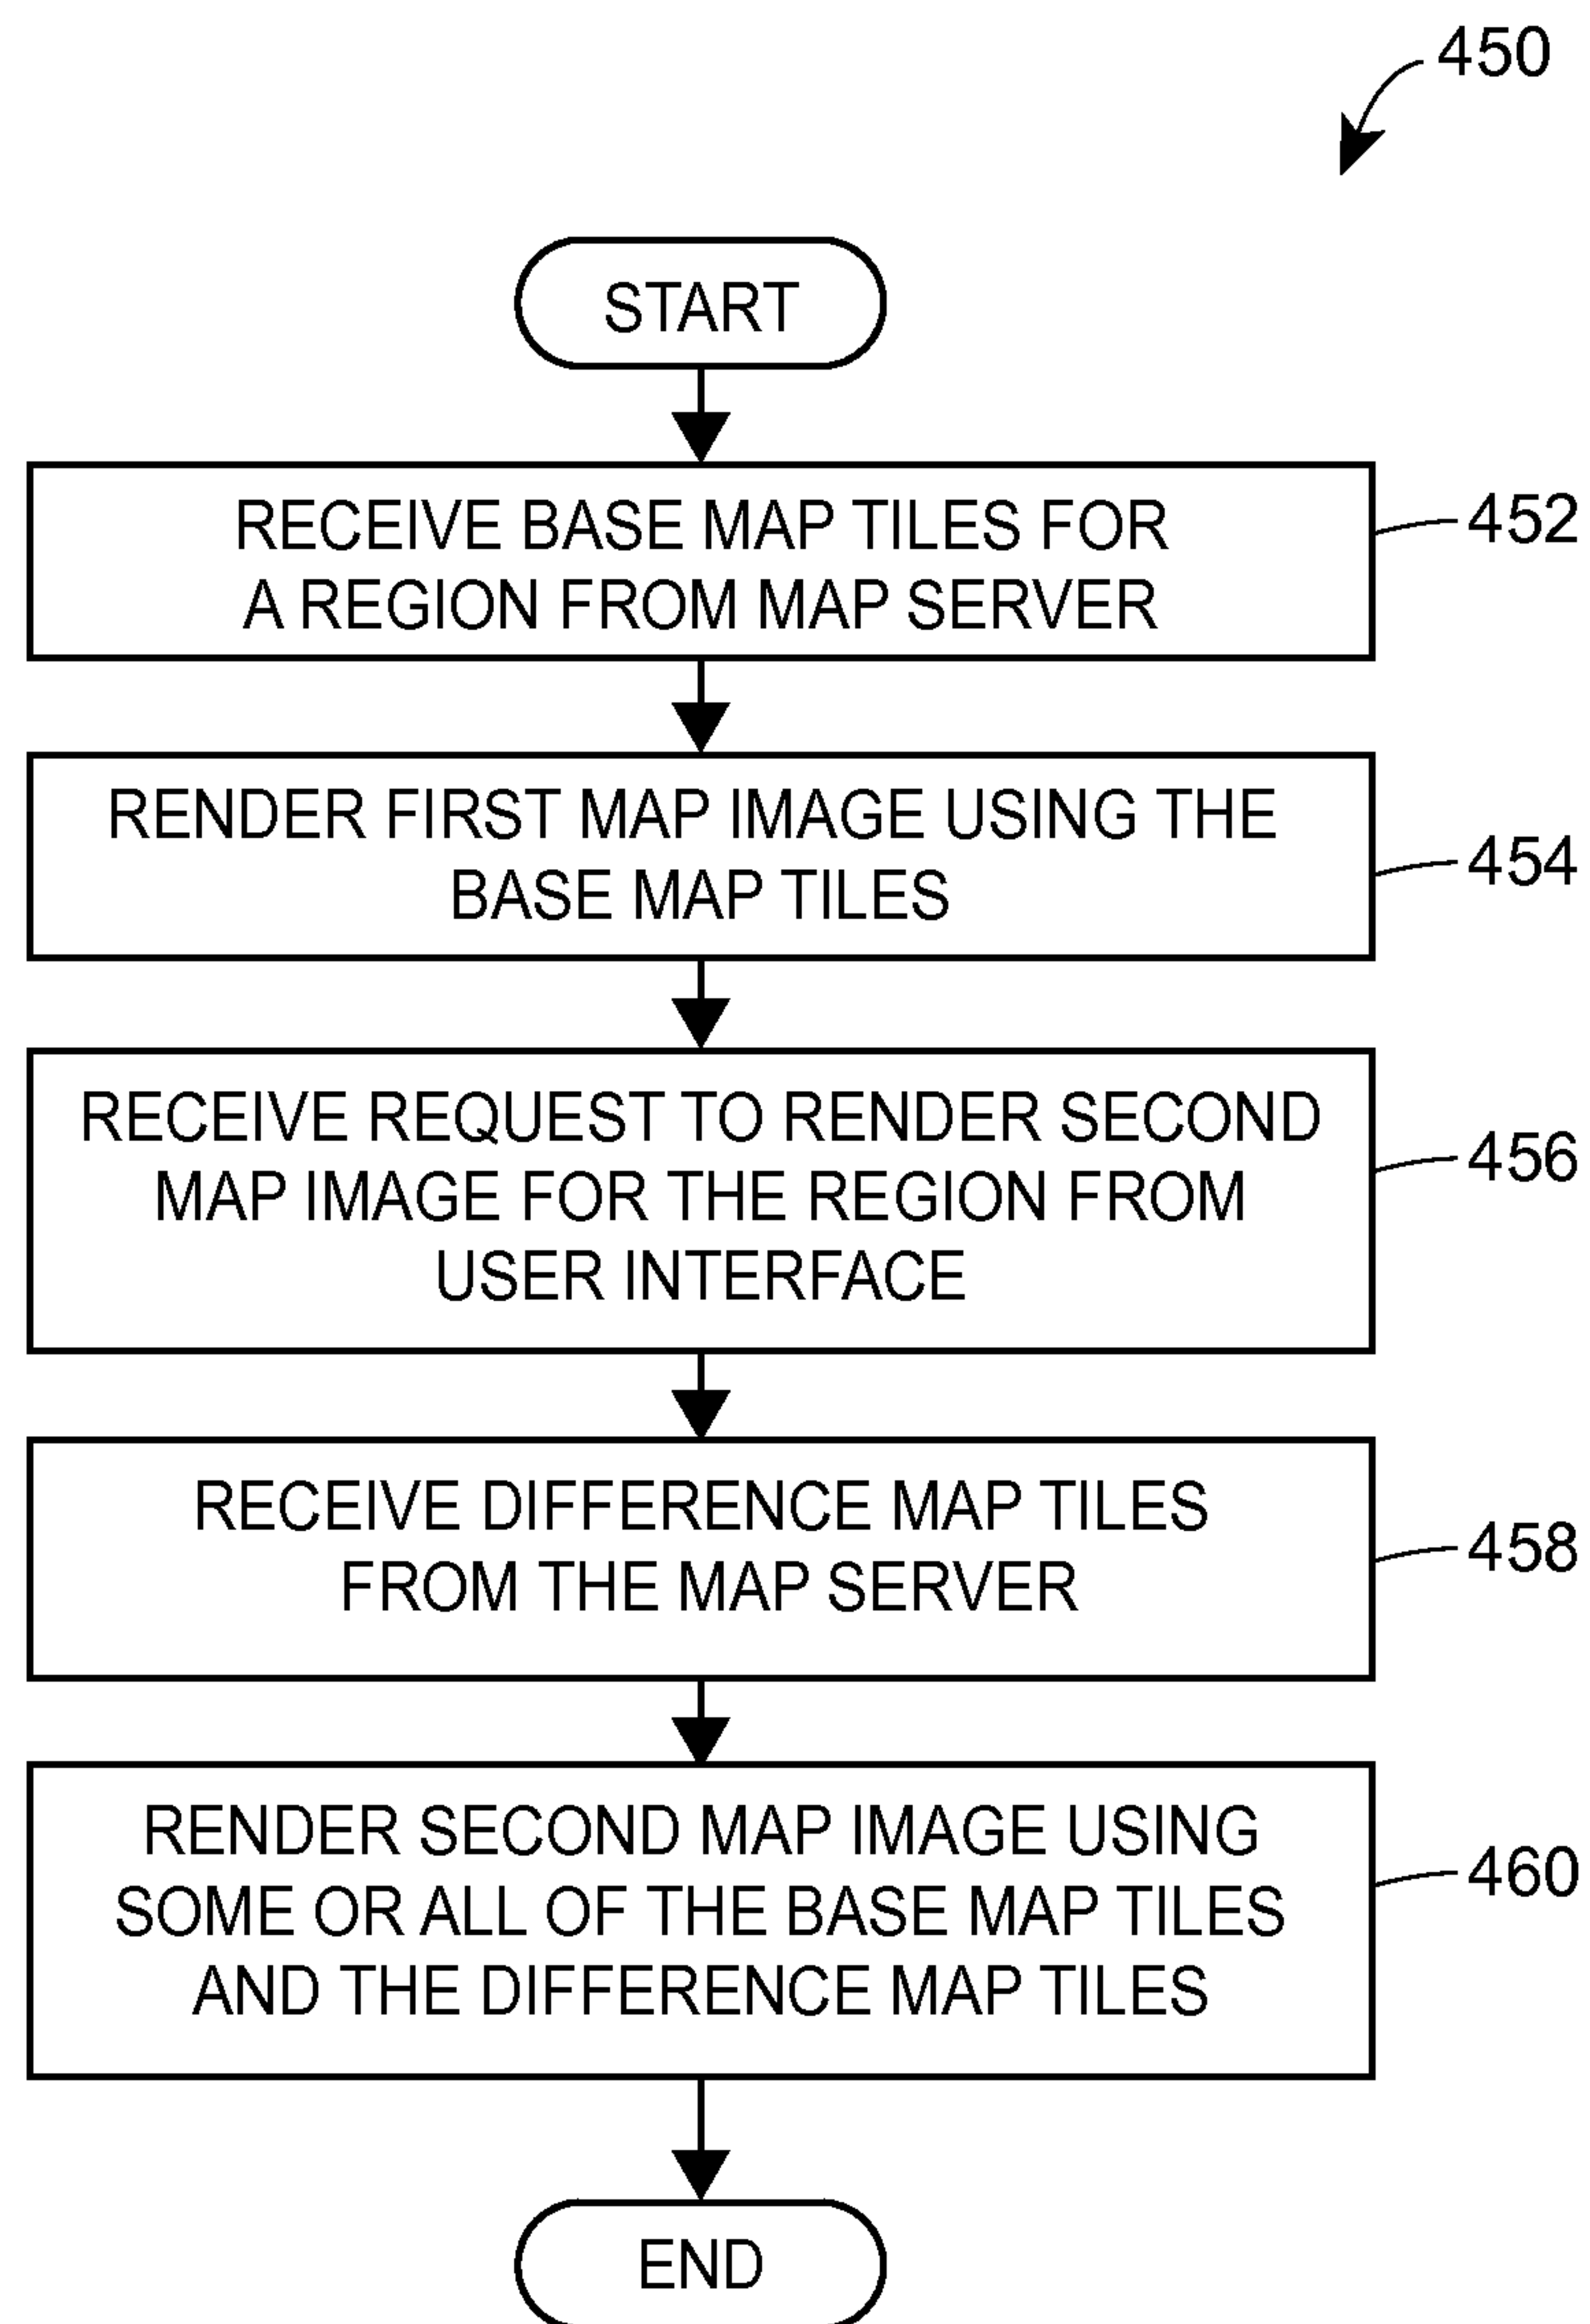 450
START
RECEIVE BASE MAP TILES FOR
A REGION FROM MAP SERVER
452
RENDER FIRST MAP IMAGE USING THE
BASE MAP TILES
454
RECEIVE REQUEST TO RENDER SECOND
MAP IMAGE FOR THE REGION FROM
USER INTERFACE
456
RECEIVE DIFFERENCE MAP TILES
FROM THE MAP SERVER
458
RENDER SECOND MAP IMAGE USING
SOME OR ALL OF THE BASE MAP TILES
AND THE DIFFERENCE MAP TILES
460
END